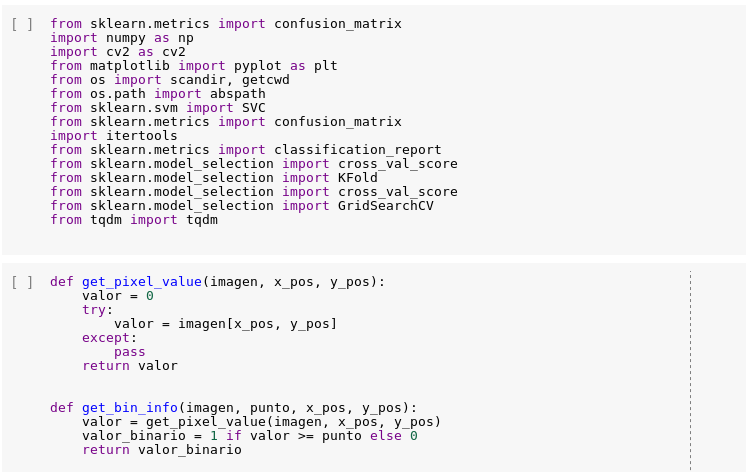 [ ] from sklearn.metrics import confusion_matrix
import numpy as np
import cv2 as cv2
from matplotlib import pyplot as plt
from os import scandir, getcwd
from os.path import abspath
from sklearn.svm import SVC
from sklearn.metrics import confusion_matrix
import itertools
from sklearn.metrics import classification_report
from sklearn.model_selection import cross_val_score
from sklearn.model_selection import KFold
from sklearn.model_selection import cross_val_score
from sklearn.model_selection import GridSearchCV
from tqdm import tqdm
[ ] def get_pixel_value(imagen, x_pos, y_pos):
    valor = 0
    try:
        valor = imagen[x_pos, y_pos]
    except:
        pass
    return valor
def get_bin_info(imagen, punto, x_pos, y_pos):
    valor = get_pixel_value(imagen, x_pos, y_pos)
    valor_binario = 1 if valor >= punto else 0
    return valor_binario